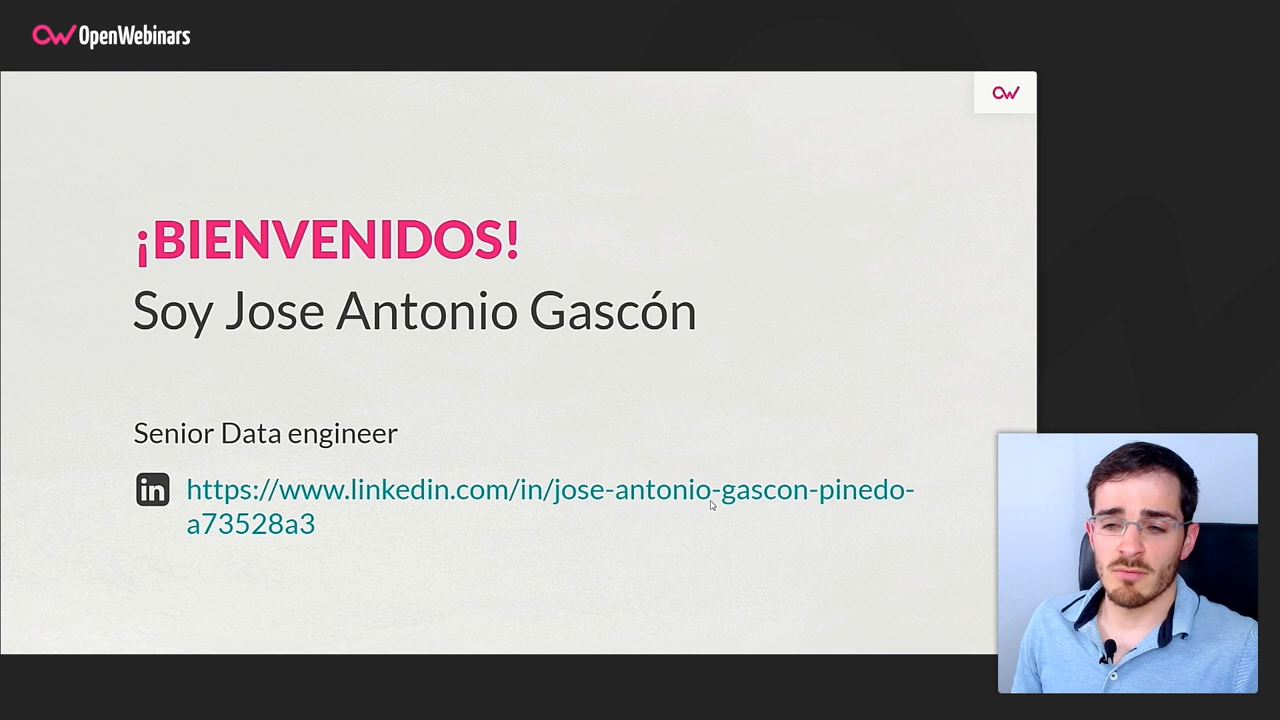 OpenWebinars
¡BIENVENIDOS!
Soy Jose Antonio Gascón
Senior Data engineer
in https://www.linkedin.com/in/jose-antonio-gascon-pinedo-
a73528a3